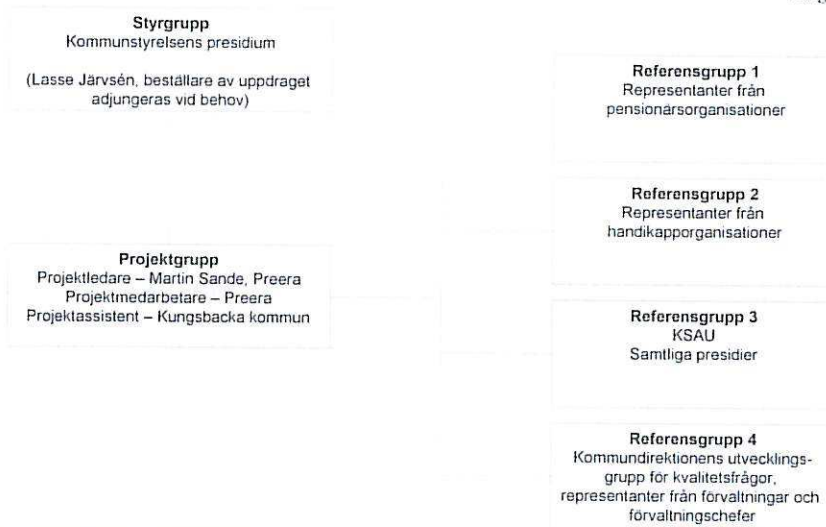 Styrgrupp
Kommunstyrelsens presidium
(Lasse Järvsén, beställare av uppdraget
adjungeras vid behov)
Projektgrupp
Projektledare – Martin Sande, Preera
Projektmedarbetare – Preera
Projektassistent – Kungsbacka kommun
Referensgrupp 1
Representanter från
pensionärsorganisationer
Referensgrupp 2
Representanter från
handikapporganisationer
Referensgrupp 3
KSAU
Samtliga presidier
Referensgrupp 4
Kommundirektionens utvecklings-
grupp för kvalitetsfrågor,
representanter från förvaltningar och
förvaltningschefer